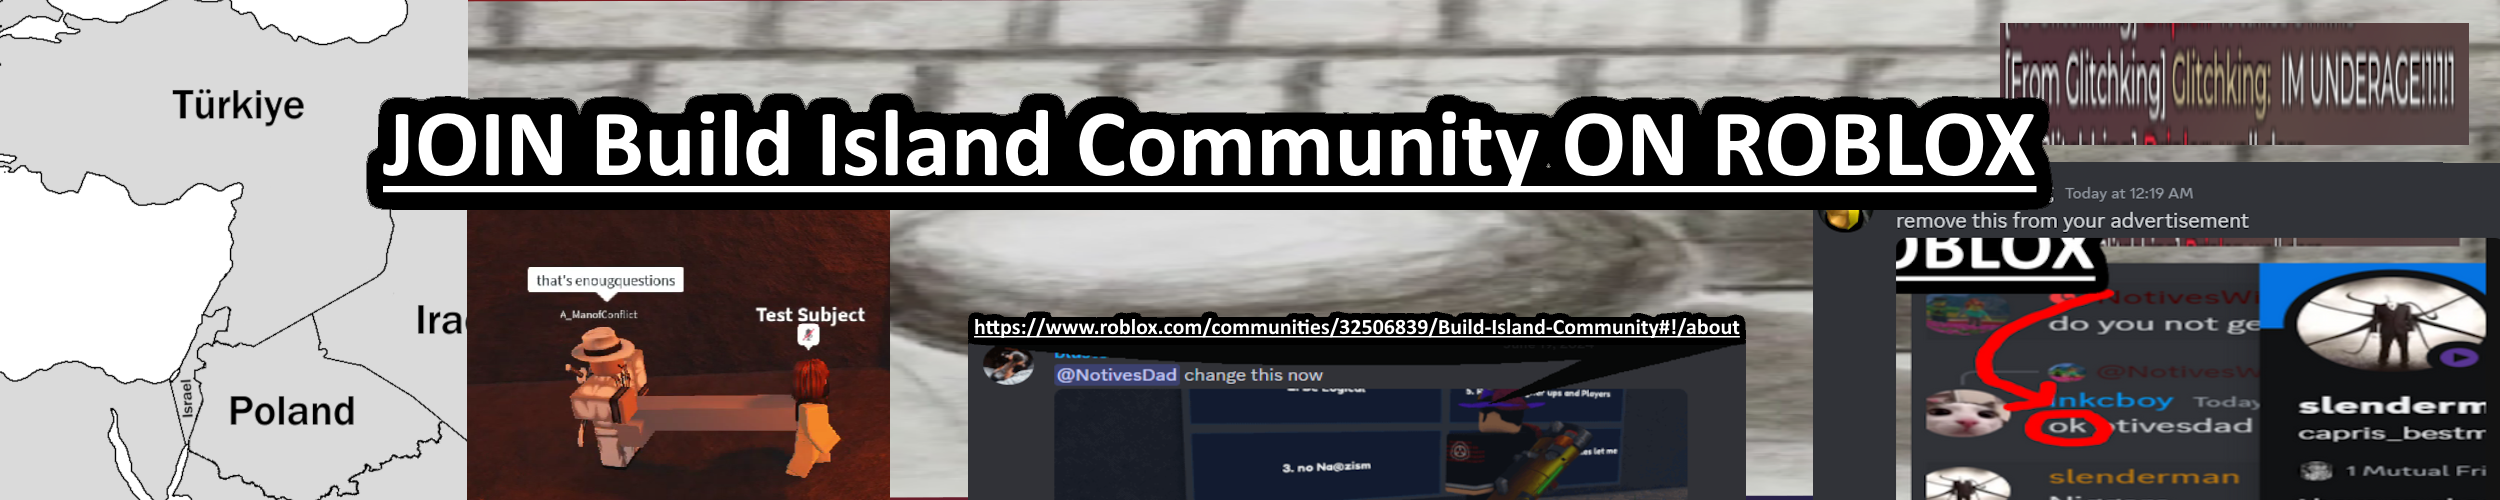 Türkiye
Israel
Poland
JOIN Build Island Community ON ROBLOX
[From Glitchking] Glitchking: IM UNDERAGE!1!1!1
that's enougquestions
A_ManofConflict
Test Subject
https://www.roblox.com/communities/32506839/Build-Island-Community#!/about
@NotivesDad change this now
3. no Na@zism
Today at 12:19 AM
remove this from your advertisement
OBLOX
do you not ge
@NotivesW
inkcboy Today
ok otivesdad
slenderman
slenderm
capris_bestm
1 Mutual Fri